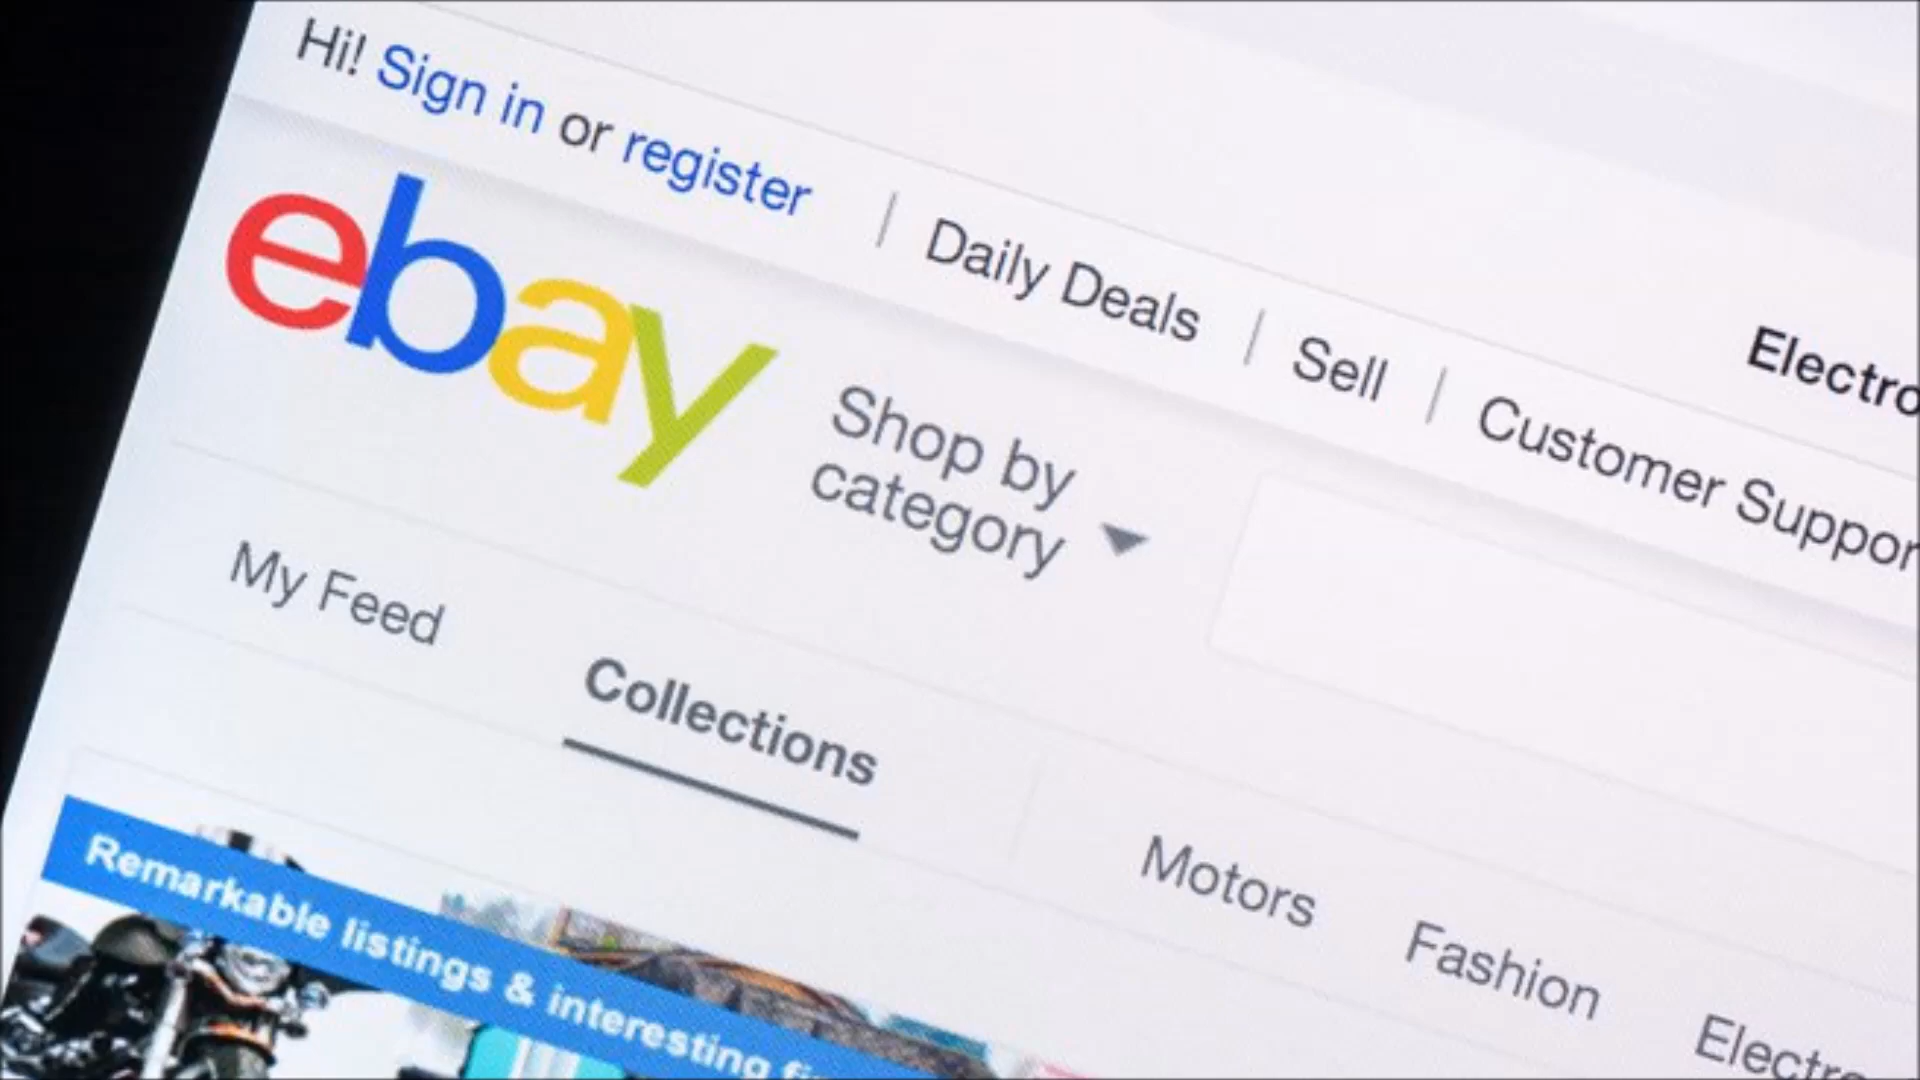 Hi! Sign in or register | Daily Deals | Sell | Customer Suppor
Electro
ebay
Shop by
category
My Feed
Collections
Motors
Fashion
Electro
Remarkable listings & interesting